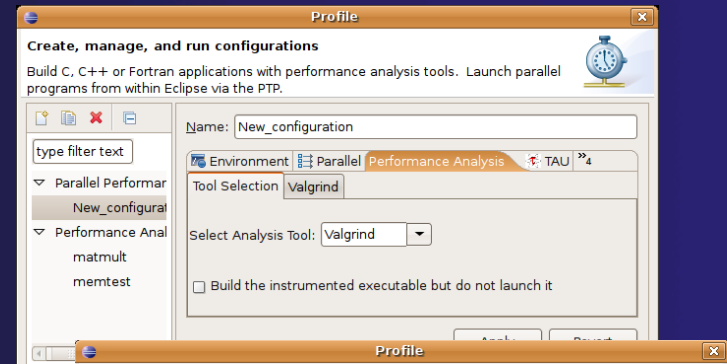 Profile
Create, manage, and run configurations
Build C, C++ or Fortran applications with performance analysis tools. Launch parallel
programs from within Eclipse via the PTP.
Name: New_configuration
type filter text
Environment Parallel Performance Analysis TAU »4
Tool Selection Valgrind
Parallel Performar
New_configurat
Performance Anal
matmult
memtest
Select Analysis Tool: Valgrind
Build the instrumented executable but do not launch it
Profile